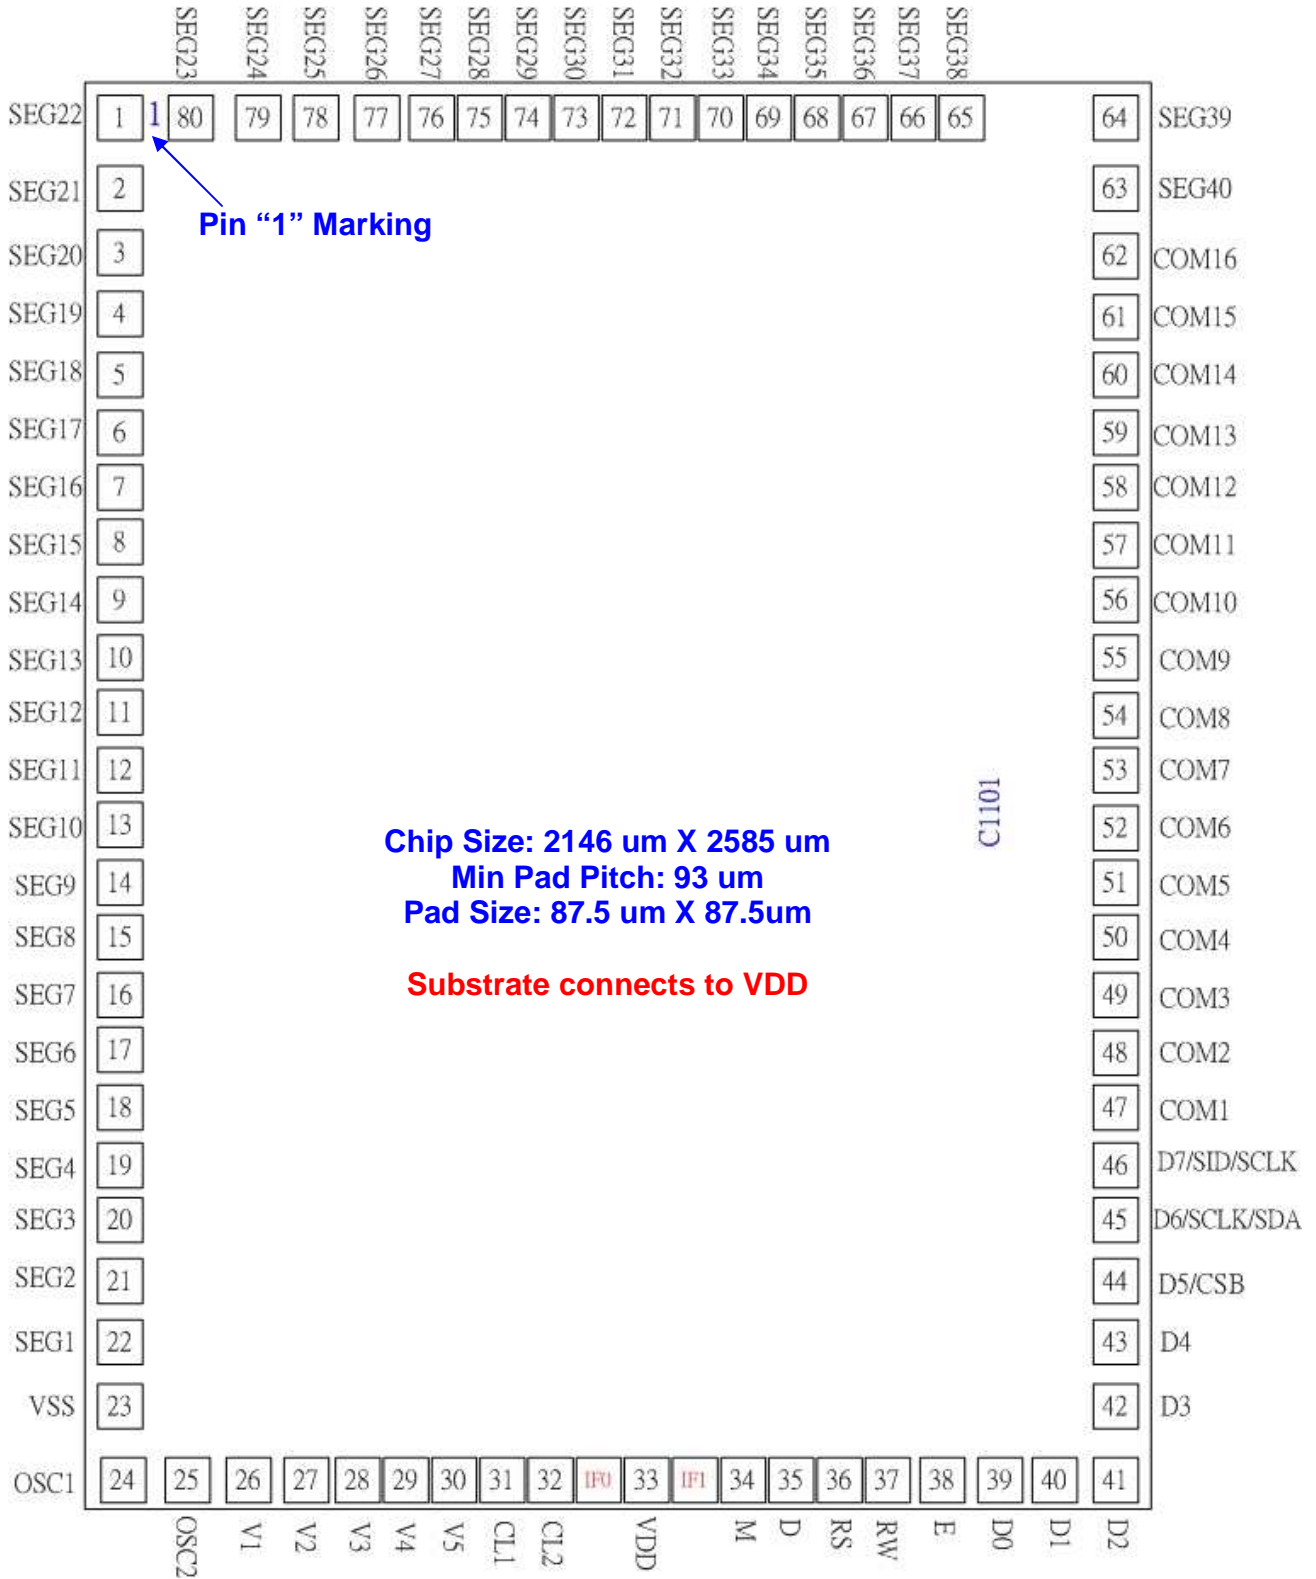 SEG23 SEG24 SEG25 SEG26 SEG27 SEG28 SEG29 SEG30 SEG31 SEG32 SEG33 SEG34 SEG35 SEG36 SEG37 SEG38
SEG22 1 1 80 79 78 77 76 75 74 73 72 71 70 69 68 67 66 65 64 SEG39
SEG21 2 63 SEG40
Pin “1” Marking
SEG20 3 62 COM16
SEG19 4 61 COM15
SEG18 5 60 COM14
SEG17 6 59 COM13
SEG16 7 58 COM12
SEG15 8 57 COM11
SEG14 9 56 COM10
SEG13 10 55 COM9
SEG12 11 54 COM8
SEG11 12 53 COM7
C1101
SEG10 13 52 COM6
Chip Size: 2146 um X 2585 um
Min Pad Pitch: 93 um
SEG9 14 51 COM5
Pad Size: 87.5 um X 87.5um
SEG8 15 50 COM4
Substrate connects to VDD
SEG7 16 49 COM3
SEG6 17 48 COM2
SEG5 18 47 COM1
SEG4 19 46 D7/SID/SCLK
SEG3 20 45 D6/SCLK/SDA
SEG2 21 44 D5/CSB
SEG1 22 43 D4
VSS 23 42 D3
OSC1 24 25 26 27 28 29 30 31 32 IF0 33 IF1 34 35 36 37 38 39 40 41
OSC2 V1 V2 V3 V4 V5 CL1 CL2 VDD M D RS RW E D0 D1 D2